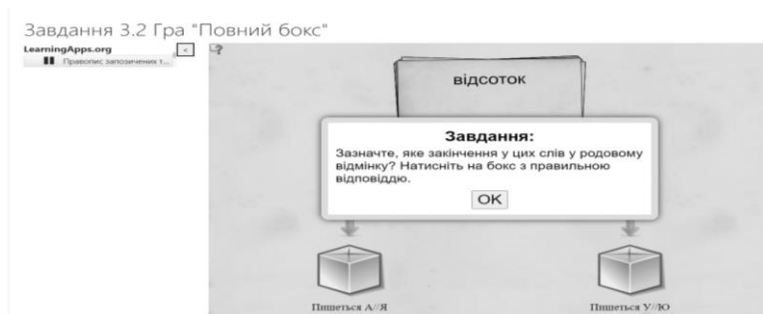 Завдання 3.2 Гра "Повний бокс"
LearningApps.org
<
Правопис запозичених т...
?
відсоток
Завдання:
Зазначте, яке закінчення у цих слів у родовому
відмінку? Натисніть на бокс з правильною
відповіддю.
OK
Пишеться А//Я
Пишеться У//Ю